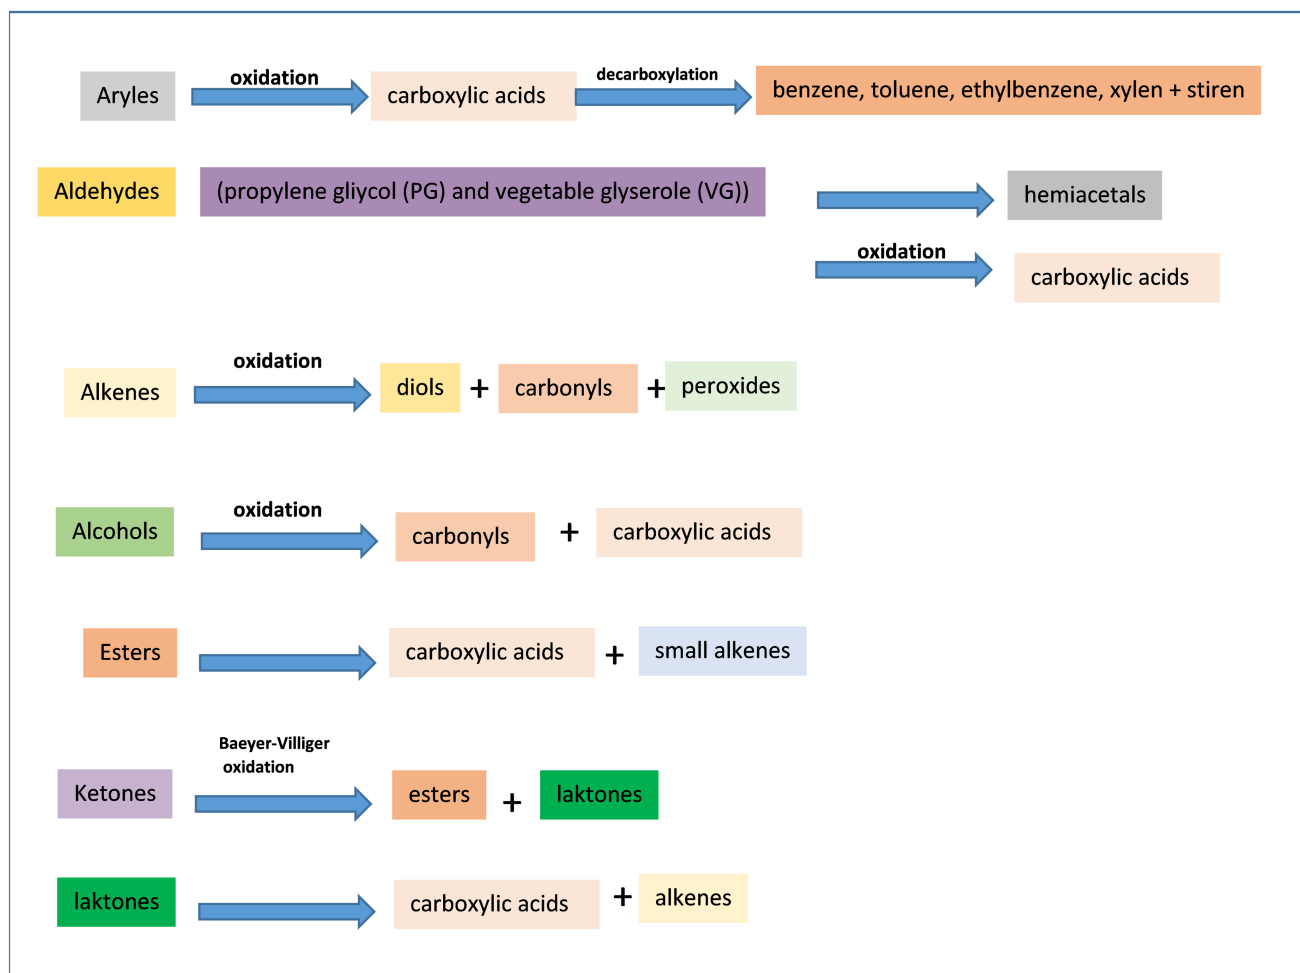 Aryles oxidation carboxylic acids decarboxylation benzene, toluene, ethylbenzene, xylen + stiren
Aldehydes (propylene gliycol (PG) and vegetable glyserole (VG)) hemiacetals
oxidation carboxylic acids
Alkenes oxidation diols + carbonyls + peroxides
Alcohols oxidation carbonyls + carboxylic acids
Esters carboxylic acids + small alkenes
Ketones Baeyer-Villiger oxidation esters + laktones
laktones carboxylic acids + alkenes